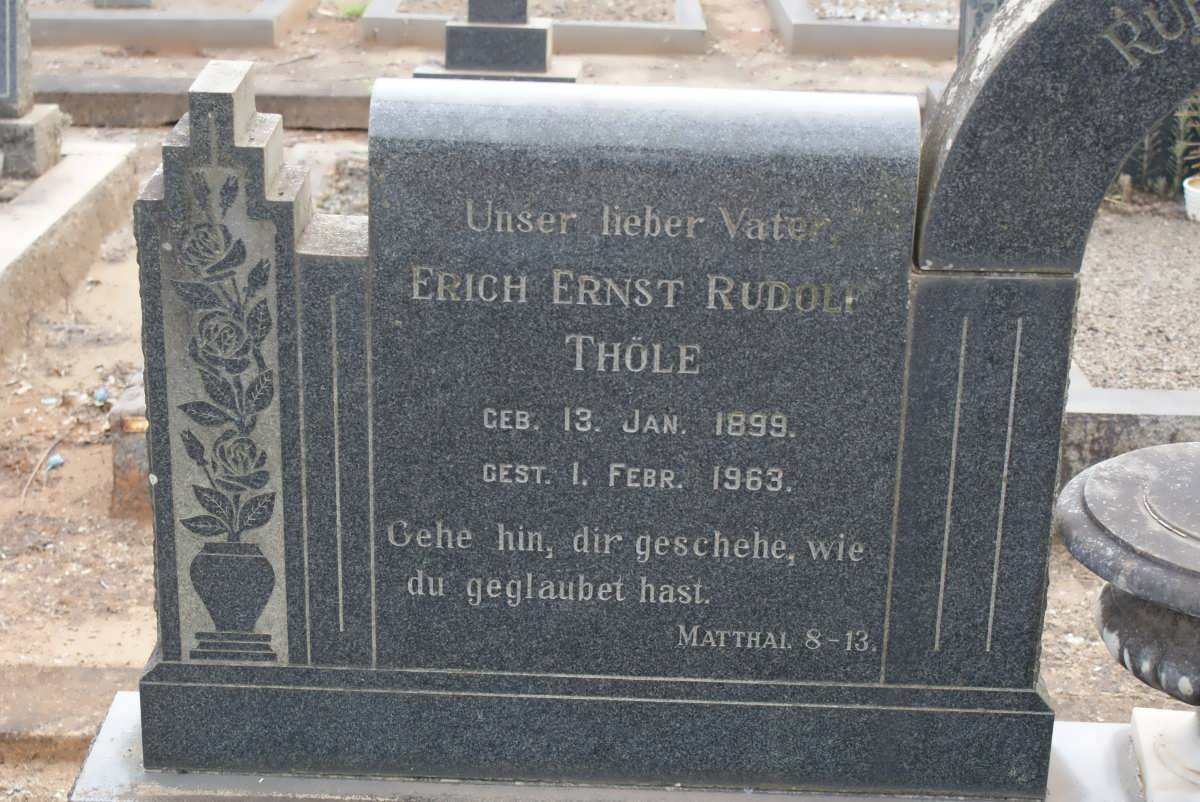 Unser lieber Vater,
ERICH ERNST RUDOLF
THÖLE
GEB. 13. JAN. 1899.
GEST. 1. FEBR. 1963.
Gehe hin, dir geschehe, wie
du geglaubet hast.
MATTHAI. 8-13.